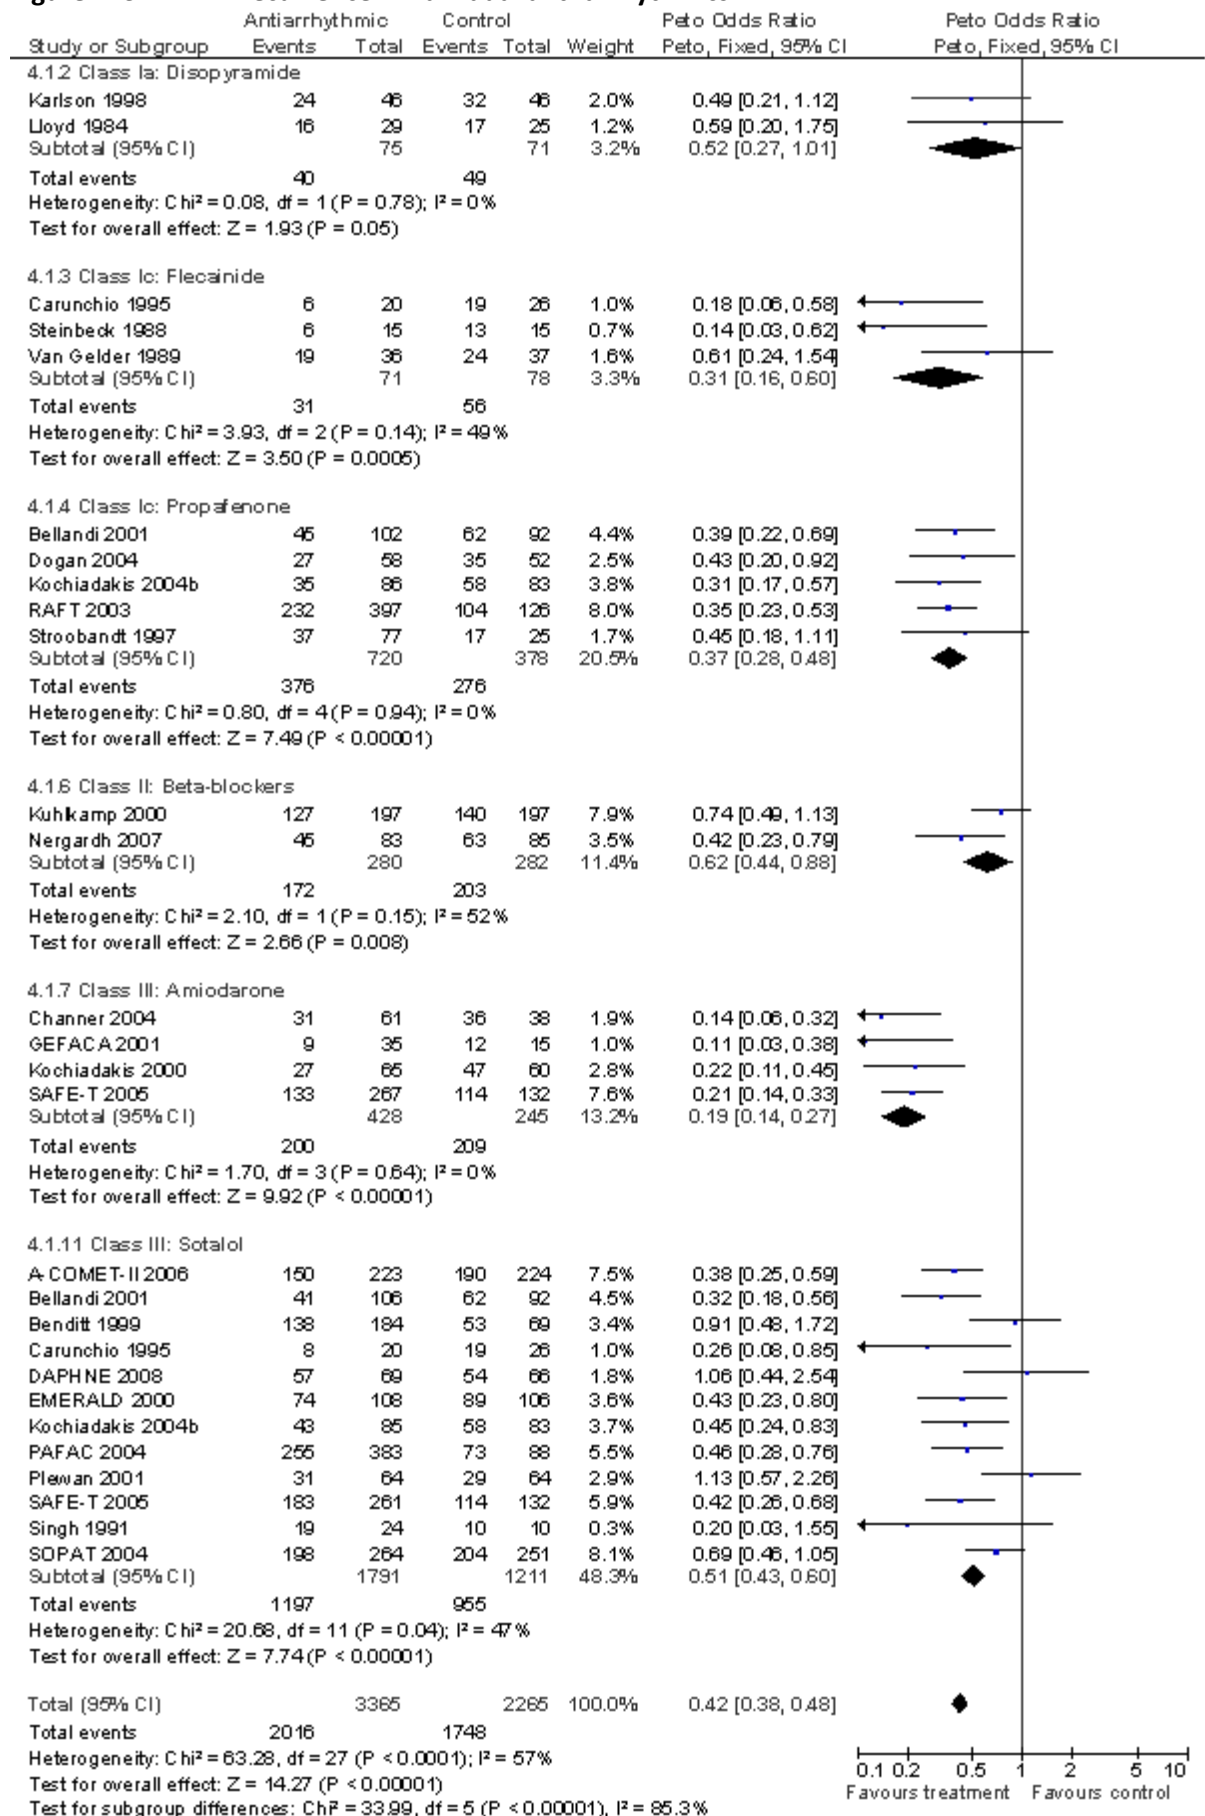 Antiarrhythmic Control Peto Odds Ratio Peto Odds Ratio
Study or Subgroup Events Total Events Total Weight Peto, Fixed, 95% CI Peto, Fixed, 95% CI
4.1.2 Class Ia: Disopyramide
Karlson 1998 24 46 32 46 2.0% 0.49 [0.21, 1.12]
Lloyd 1984 16 29 17 25 1.2% 0.59 [0.20, 1.75]
Subtotal (95% CI) 75 71 3.2% 0.52 [0.27, 1.01]
Total events 40 49
Heterogeneity: Chi² = 0.08, df = 1 (P = 0.78); I² = 0%
Test for overall effect: Z = 1.93 (P = 0.05)
4.1.3 Class Ic: Flecainide
Carunchio 1995 6 20 19 26 1.0% 0.18 [0.06, 0.58]
Steinbeck 1988 6 15 13 15 0.7% 0.14 [0.03, 0.62]
Van Gelder 1989 19 36 24 37 1.6% 0.61 [0.24, 1.54]
Subtotal (95% CI) 71 78 3.3% 0.31 [0.16, 0.60]
Total events 31 56
Heterogeneity: Chi² = 3.93, df = 2 (P = 0.14); I² = 49%
Test for overall effect: Z = 3.50 (P = 0.0005)
4.1.4 Class Ic: Propafenone
Bellandi 2001 45 102 62 92 4.4% 0.39 [0.22, 0.69]
Dogan 2004 27 58 35 52 2.5% 0.43 [0.20, 0.92]
Kochiadakis 2004b 35 86 58 83 3.8% 0.31 [0.17, 0.57]
RAFT 2003 232 397 104 126 8.0% 0.35 [0.23, 0.53]
Stroobandt 1997 37 77 17 25 1.7% 0.45 [0.18, 1.11]
Subtotal (95% CI) 720 378 20.5% 0.37 [0.28, 0.48]
Total events 376 276
Heterogeneity: Chi² = 0.80, df = 4 (P = 0.94); I² = 0%
Test for overall effect: Z = 7.49 (P < 0.00001)
4.1.6 Class II: Beta-blockers
Kuhlkamp 2000 127 197 140 197 7.9% 0.74 [0.49, 1.13]
Nergardh 2007 45 83 63 85 3.5% 0.42 [0.23, 0.79]
Subtotal (95% CI) 280 282 11.4% 0.62 [0.44, 0.88]
Total events 172 203
Heterogeneity: Chi² = 2.10, df = 1 (P = 0.15); I² = 52%
Test for overall effect: Z = 2.66 (P = 0.008)
4.1.7 Class III: Amiodarone
Channer 2004 31 61 36 38 1.9% 0.14 [0.06, 0.32]
GEFACA 2001 9 35 12 15 1.0% 0.11 [0.03, 0.38]
Kochiadakis 2000 27 65 47 60 2.8% 0.22 [0.11, 0.45]
SAFE-T 2005 133 267 114 132 7.6% 0.21 [0.14, 0.33]
Subtotal (95% CI) 428 245 13.2% 0.19 [0.14, 0.27]
Total events 200 209
Heterogeneity: Chi² = 1.70, df = 3 (P = 0.64); I² = 0%
Test for overall effect: Z = 9.92 (P < 0.00001)
4.1.11 Class III: Sotalol
A-COMET-II 2006 150 223 190 224 7.5% 0.38 [0.25, 0.59]
Bellandi 2001 41 106 62 92 4.5% 0.32 [0.18, 0.56]
Benditt 1999 138 184 53 69 3.4% 0.91 [0.48, 1.72]
Carunchio 1995 8 20 19 26 1.0% 0.26 [0.08, 0.85]
DAPHNE 2008 57 69 54 66 1.8% 1.06 [0.44, 2.54]
EMERALD 2000 74 108 89 106 3.6% 0.43 [0.23, 0.80]
Kochiadakis 2004b 43 85 58 83 3.7% 0.45 [0.24, 0.83]
PAFAC 2004 255 383 73 88 5.5% 0.46 [0.28, 0.76]
Plewan 2001 31 64 29 64 2.9% 1.13 [0.57, 2.26]
SAFE-T 2005 183 261 114 132 5.9% 0.42 [0.26, 0.68]
Singh 1991 19 24 10 10 0.3% 0.20 [0.03, 1.55]
SOPAT 2004 198 264 204 251 8.1% 0.69 [0.46, 1.05]
Subtotal (95% CI) 1791 1211 48.3% 0.51 [0.43, 0.60]
Total events 1197 955
Heterogeneity: Chi² = 20.68, df = 11 (P = 0.04); I² = 47%
Test for overall effect: Z = 7.74 (P < 0.00001)
Total (95% CI) 3365 2265 100.0% 0.42 [0.38, 0.48]
Total events 2016 1748
Heterogeneity: Chi² = 63.28, df = 27 (P < 0.0001); I² = 57%
Test for overall effect: Z = 14.27 (P < 0.00001)
Test for subgroup differences: Chi² = 33.99, df = 5 (P < 0.00001), I² = 85.3%
0.1 0.2 0.5 1 2 5 10
Favours treatment Favours control